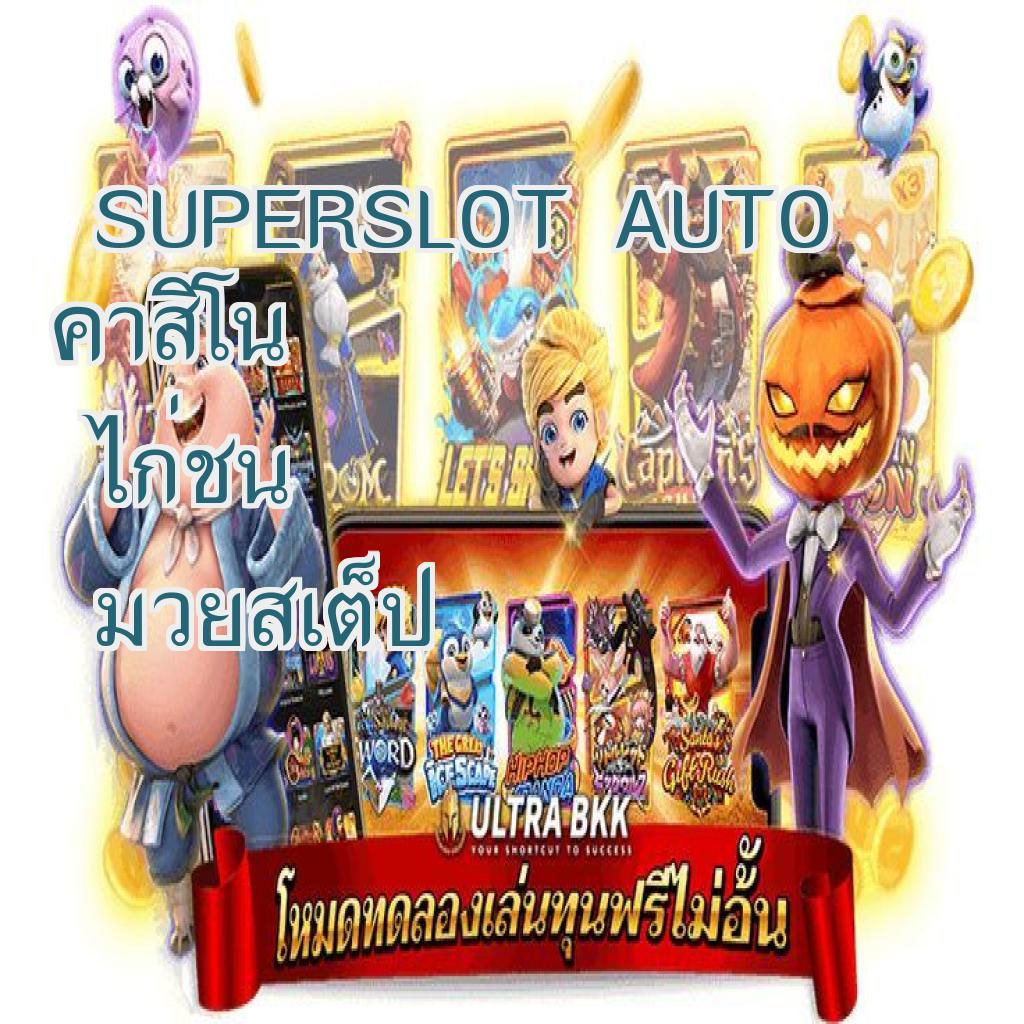 SUPERSLOT AUTO
คาสิโน
ไก่ชน
มวยสเต็ป
LET'S
Captain's
X3
WORD
THE GREAT
ICESCAPE
HIPHOP
Santa's
Gift Rush
ULTRA BKK
YOUR SHORTCUT TO SUCCESS
โหมดทดลองเล่นทุนฟรีไม่อั้น